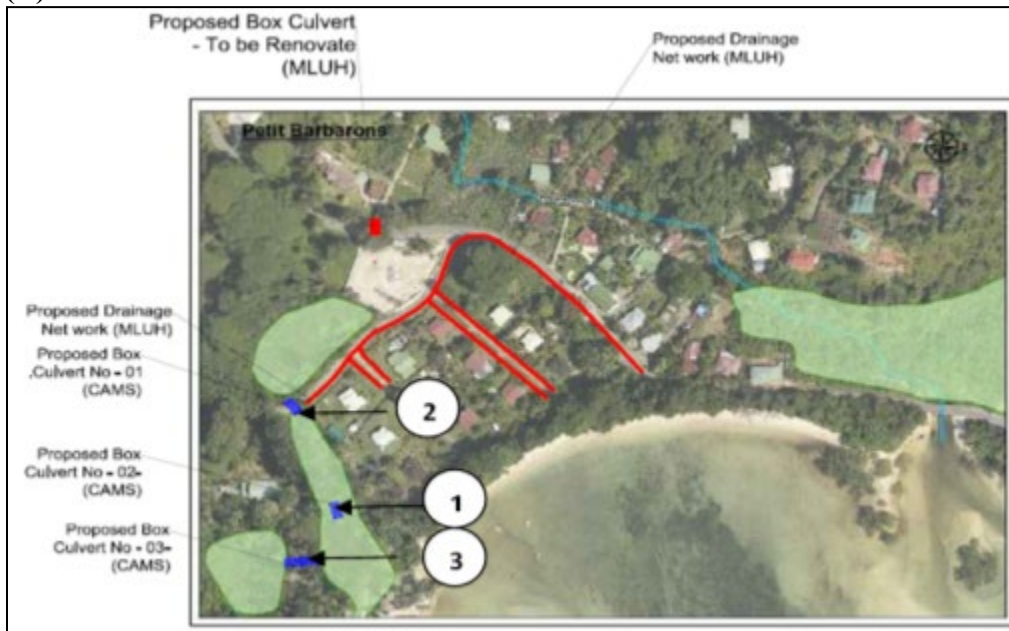 Proposed Box Culvert
- To be Renovate
(MLUH)
Proposed Drainage
Net work (MLUH)
Petit Barbarons
Proposed Drainage
Net work (MLUH)
Proposed Box
.Culvert No - 01
(CAMS)
2
Proposed Box
Culvert No - 02-
(CAMS)
1
Proposed Box
Culvert No - 03-
(CAMS)
3